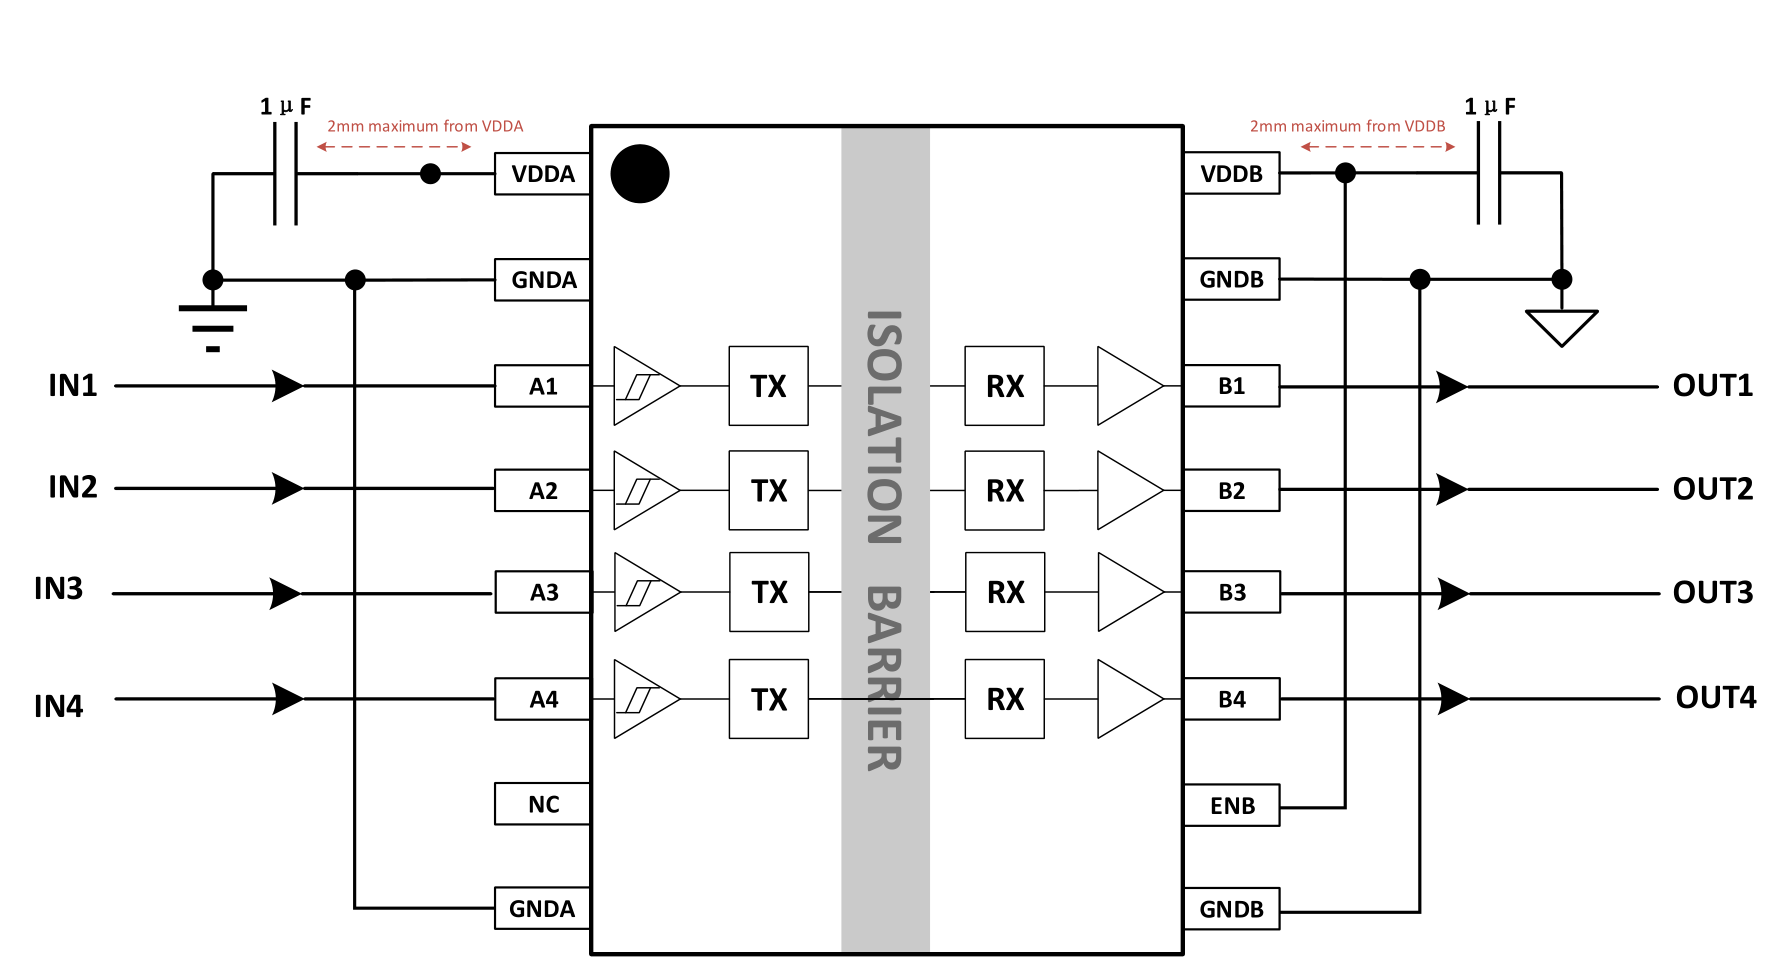 1 μ F
2mm maximum from VDDA
2mm maximum from VDDB
1 μ F
VDDA
VDDB
GNDA
GNDB
ISOLATION BARRIER
IN1
A1
TX
RX
B1
OUT1
IN2
A2
TX
RX
B2
OUT2
IN3
A3
TX
RX
B3
OUT3
IN4
A4
TX
RX
B4
OUT4
NC
ENB
GNDA
GNDB